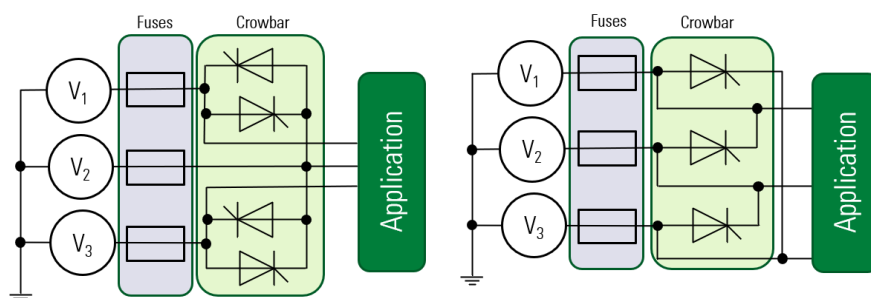 Fuses
Crowbar
V1
V2
V3
Application
Fuses
Crowbar
V1
V2
V3
Application